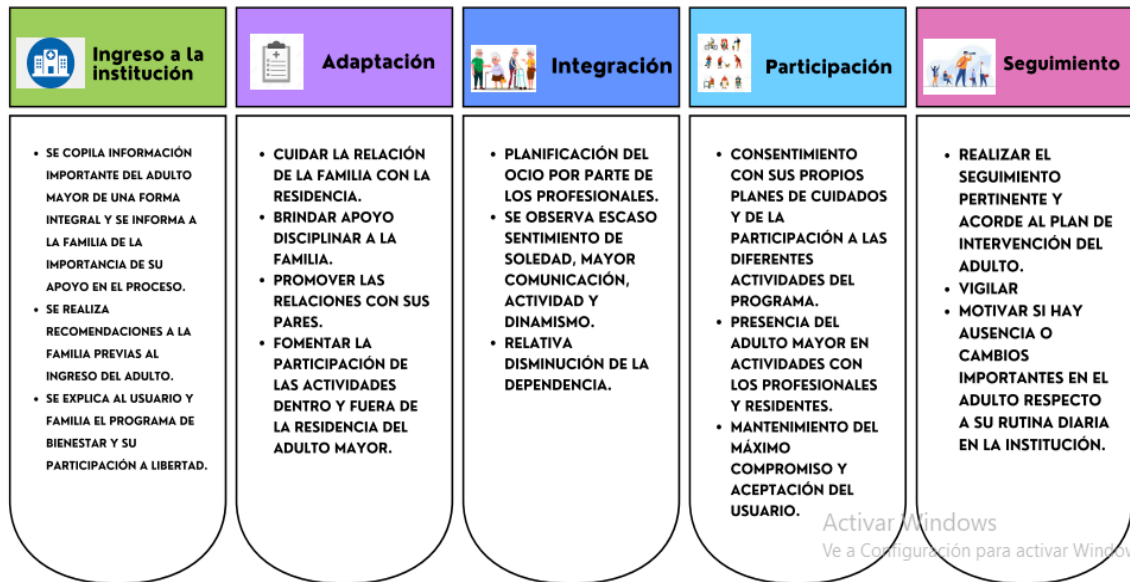 Ingreso a la
institución
• SE COPILA INFORMACIÓN
IMPORTANTE DEL ADULTO
MAYOR DE UNA FORMA
INTEGRAL Y SE INFORMA A
LA FAMILIA DE LA
IMPORTANCIA DE SU
APOYO EN EL PROCESO.
• SE REALIZA
RECOMENDACIONES A LA
FAMILIA PREVIAS AL
INGRESO DEL ADULTO.
• SE EXPLICA AL USUARIO Y
FAMILIA EL PROGRAMA DE
BIENESTAR Y SU
PARTICIPACIÓN A LIBERTAD.
Adaptación
• CUIDAR LA RELACIÓN
DE LA FAMILIA CON LA
RESIDENCIA.
• BRINDAR APOYO
DISCIPLINAR A LA
FAMILIA.
• PROMOVER LAS
RELACIONES CON SUS
PARES.
• FOMENTAR LA
PARTICIPACIÓN DE
LAS ACTIVIDADES
DENTRO Y FUERA DE
LA RESIDENCIA DEL
ADULTO MAYOR.
Integración
• PLANIFICACIÓN DEL
OCIO POR PARTE DE
LOS PROFESIONALES.
• SE OBSERVA ESCASO
SENTIMIENTO DE
SOLEDAD, MAYOR
COMUNICACIÓN,
ACTIVIDAD Y
DINAMISMO.
• RELATIVA
DISMINUCIÓN DE LA
DEPENDENCIA.
Participación
• CONSENTIMIENTO
CON SUS PROPIOS
PLANES DE CUIDADOS
Y DE LA
PARTICIPACIÓN A LAS
DIFERENTES
ACTIVIDADES DEL
PROGRAMA.
• PRESENCIA DEL
ADULTO MAYOR EN
ACTIVIDADES CON
LOS PROFESIONALES
Y RESIDENTES.
• MANTENIMIENTO DEL
MÁXIMO
COMPROMISO Y
ACEPTACIÓN DEL
USUARIO.
Seguimiento
• REALIZAR EL
SEGUIMIENTO
PERTINENTE Y
ACORDE AL PLAN DE
INTERVENCIÓN DEL
ADULTO.
• VIGILAR
• MOTIVAR SI HAY
AUSENCIA O
CAMBIOS
IMPORTANTES EN EL
ADULTO RESPECTO
A SU RUTINA DIARIA
EN LA INSTITUCIÓN.
Activar Windows
Ve a Configuración para activar Window